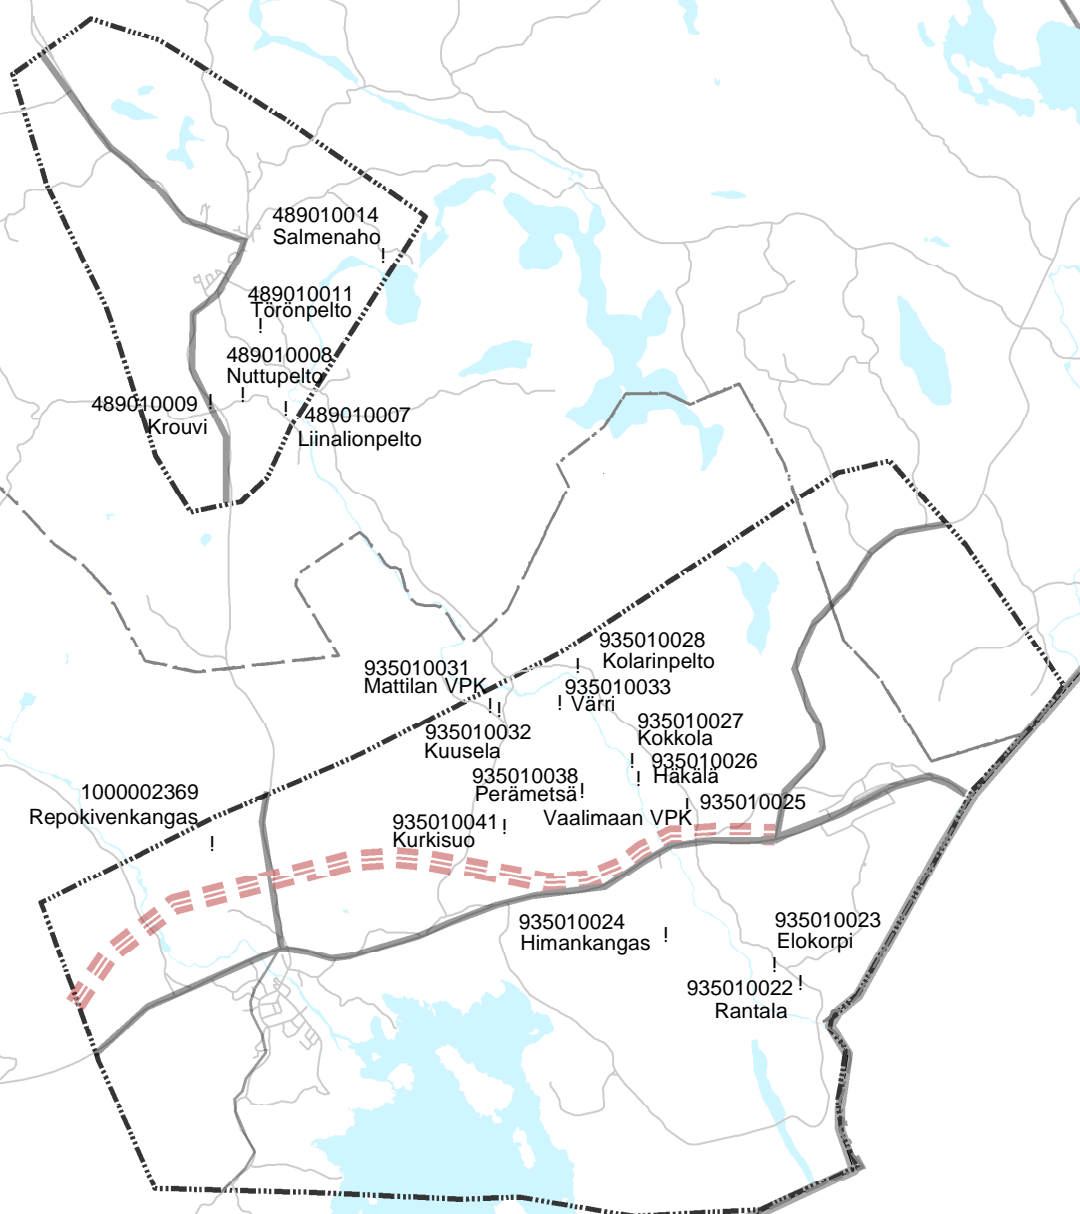 489010014
Salmenaho
!
489010011
Törönpelto
!
489010008
Nuttupelto
!
489010009 !
Krouvi
! 489010007
Liinalionpelto
935010028
! Kolarinpelto
935010031
Mattilan VPK
! !
935010033
! Värri
935010032
Kuusela
935010027
Kokkola
!
935010026
! Häkälä
935010038
Perämetsä !
1000002369
Repokivenkangas
!
! 935010025
Vaalimaan VPK
935010041 !
Kurkisuo
935010024
Himankangas !
935010023
Elokorpi
!
935010022 !
Rantala